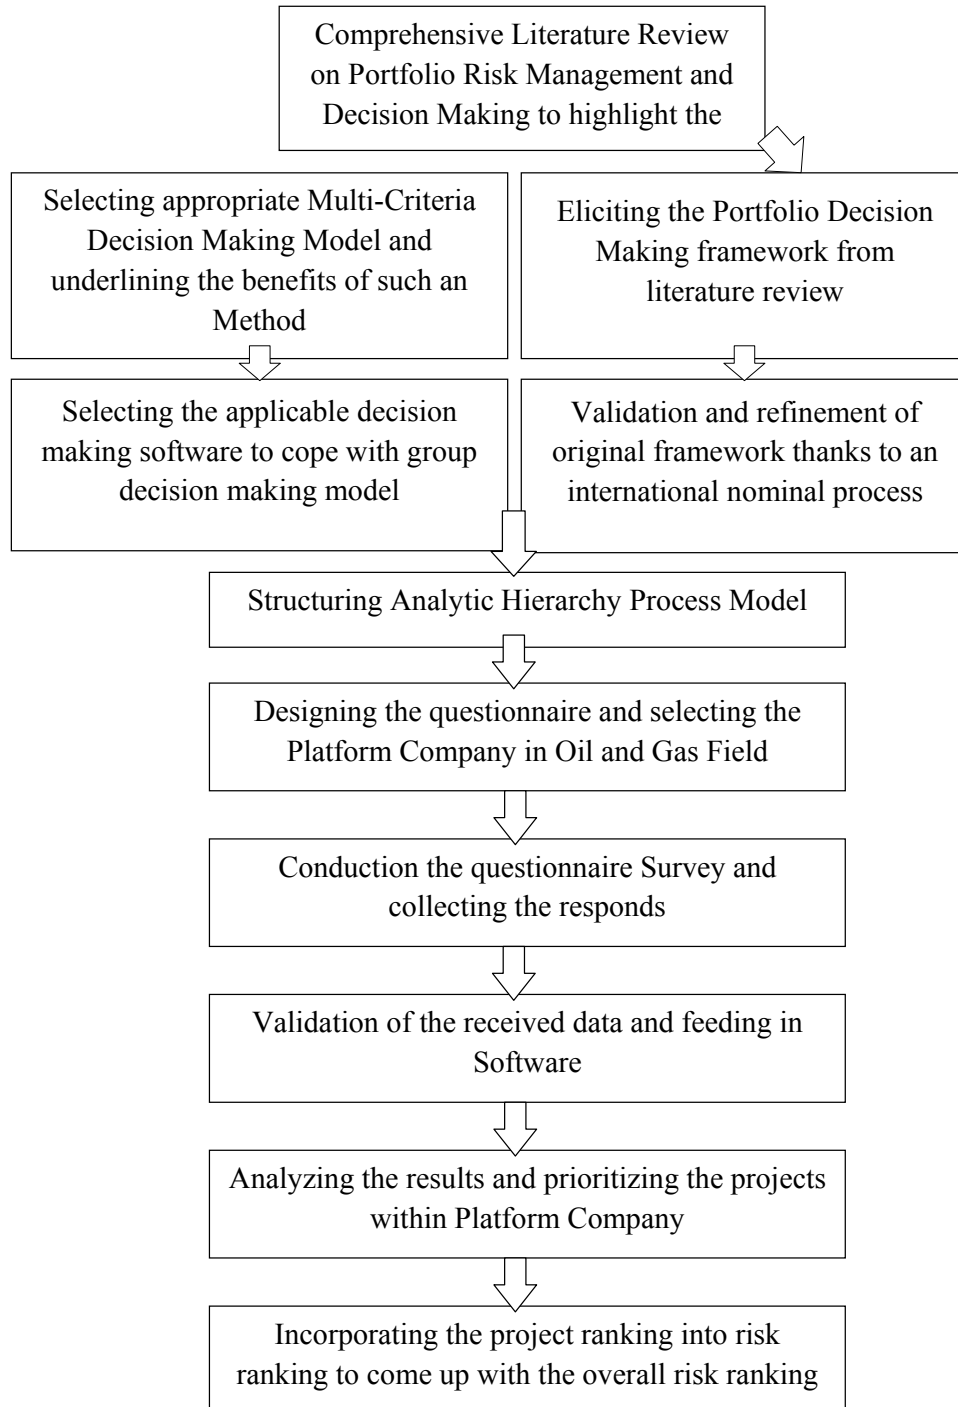 Comprehensive Literature Review
on Portfolio Risk Management and
Decision Making to highlight the
Selecting appropriate Multi-Criteria
Decision Making Model and
underlining the benefits of such an
Method
Eliciting the Portfolio Decision
Making framework from
literature review
Selecting the applicable decision
making software to cope with group
decision making model
Validation and refinement of
original framework thanks to an
international nominal process
Structuring Analytic Hierarchy Process Model
Designing the questionnaire and selecting the
Platform Company in Oil and Gas Field
Conduction the questionnaire Survey and
collecting the responds
Validation of the received data and feeding in
Software
Analyzing the results and prioritizing the projects
within Platform Company
Incorporating the project ranking into risk
ranking to come up with the overall risk ranking